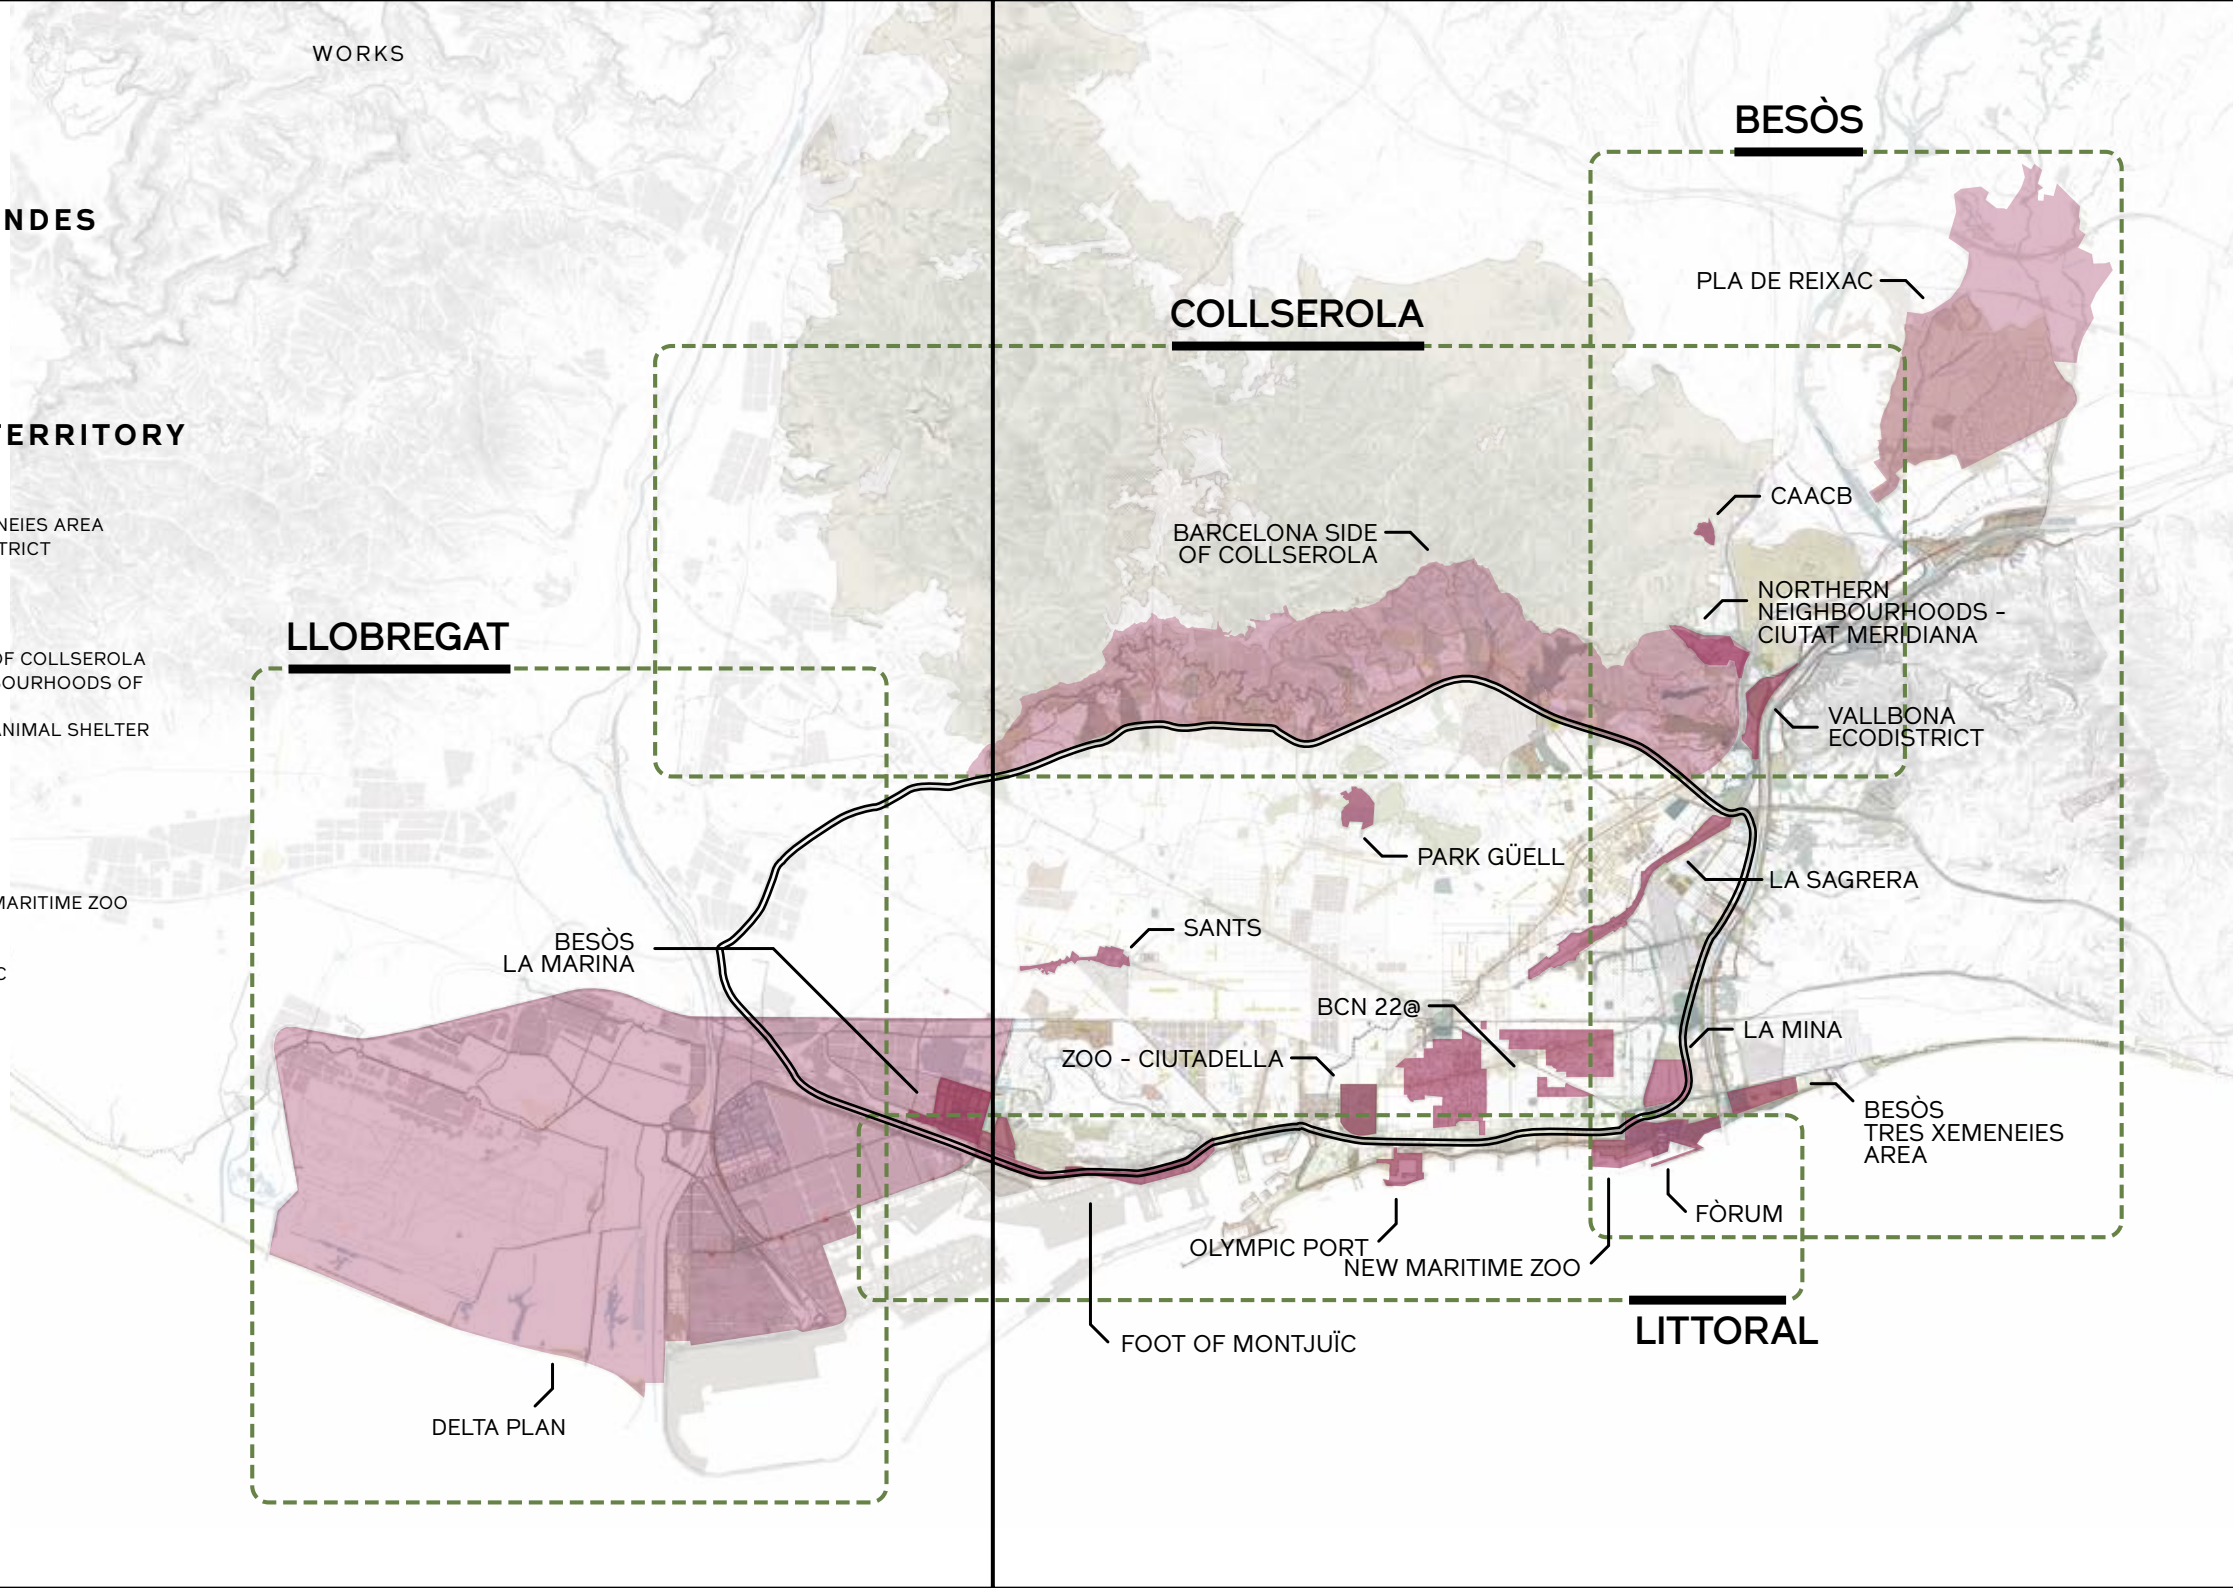 WORKS
NDES
TERRITORY
NEIES AREA
TRICT
OF COLLSEROLA
OURHOODS OF
ANIMAL SHELTER
MARITIME ZOO
C
BESÒS
PLA DE REIXAC
COLLSEROLA
CAACB
BARCELONA SIDE
OF COLLSEROLA
NORTHERN
NEIGHBOURHOODS -
CIUTAT MERIDIANA
LLOBREGAT
VALLBONA
ECODISTRICT
PARK GÜELL
LA SAGRERA
SANTS
BESÒS
LA MARINA
BCN 22@
LA MINA
ZOO - CIUTADELLA
BESÒS
TRES XEMENEIES
AREA
FÒRUM
OLYMPIC PORT
NEW MARITIME ZOO
LITTORAL
FOOT OF MONTJUÏC
DELTA PLAN